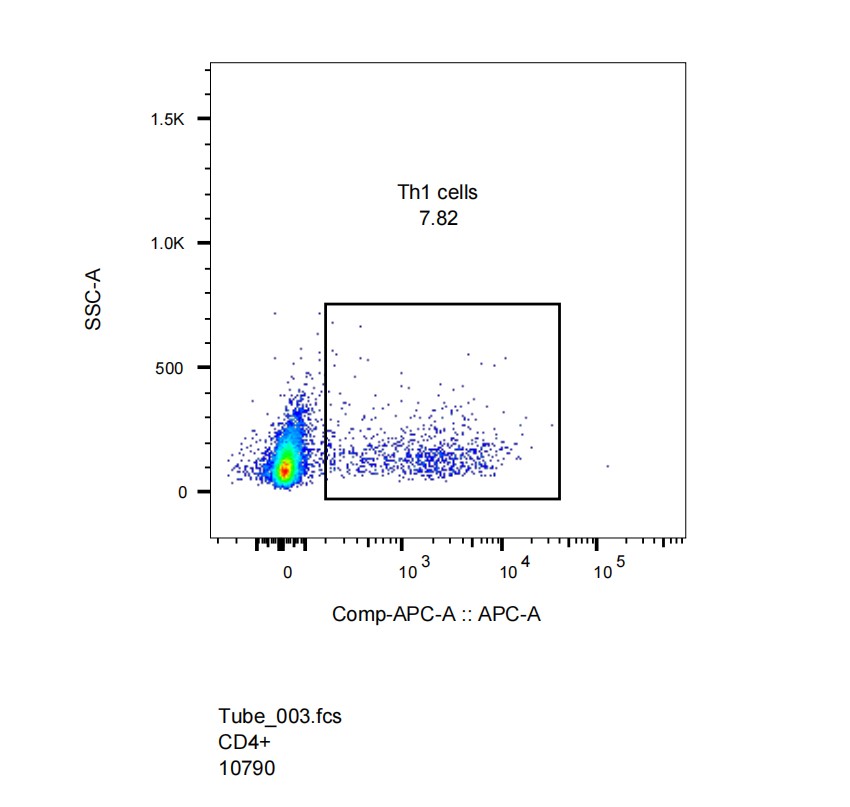 1.5K
Th1 cells
7.82
1.0K
SSC-A
500
0
0
10 3
10 4
10 5
Comp-APC-A :: APC-A
Tube_003.fcs
CD4+
10790